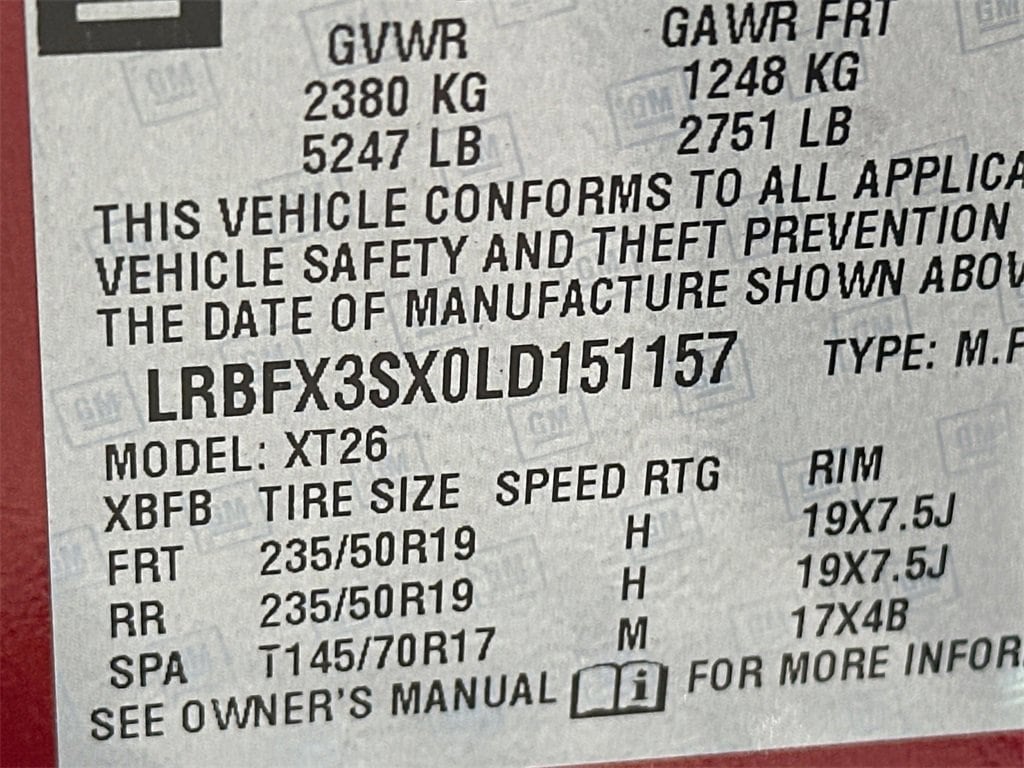 GVWR GAWR FRT
2380 KG 1248 KG
5247 LB 2751 LB
THIS VEHICLE CONFORMS TO ALL APPLICA
VEHICLE SAFETY AND THEFT PREVENTION
THE DATE OF MANUFACTURE SHOWN ABOV
LRBFX3SX0LD151157 TYPE: M.P
MODEL: XT26
XBFB TIRE SIZE SPEED RTG RIM
FRT 235/50R19 H 19X7.5J
RR 235/50R19 H 19X7.5J
SPA T145/70R17 M 17X4B
SEE OWNER'S MANUAL i FOR MORE INFOR